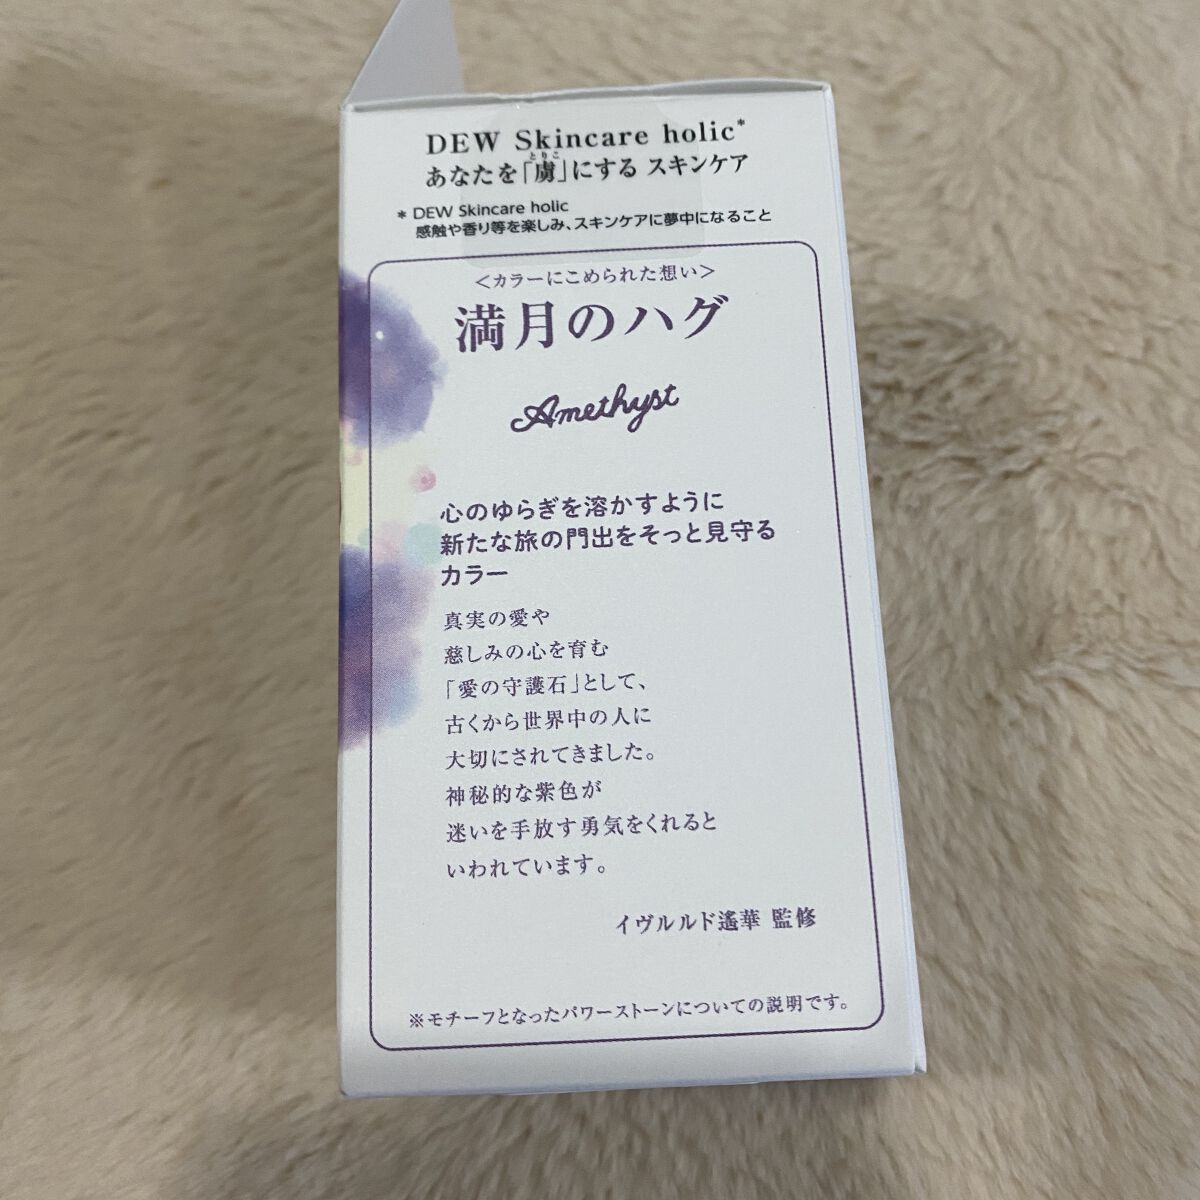 DEW Skincare holic*
とりこ
あなたを「虜」にする スキンケア
* DEW Skincare holic
感触や香り等を楽しみ、スキンケアに夢中になること
<カラーにこめられた想い>
満月のハグ
Amethyst
心のゆらぎを溶かすように
新たな旅の門出をそっと見守る
カラー
真実の愛や
慈しみの心を育む
「愛の守護石」として、
古くから世界中の人に
大切にされてきました。
神秘的な紫色が
迷いを手放す勇気をくれると
いわれています。
イヴルルド遙華 監修
※モチーフとなったパワーストーンについての説明です。